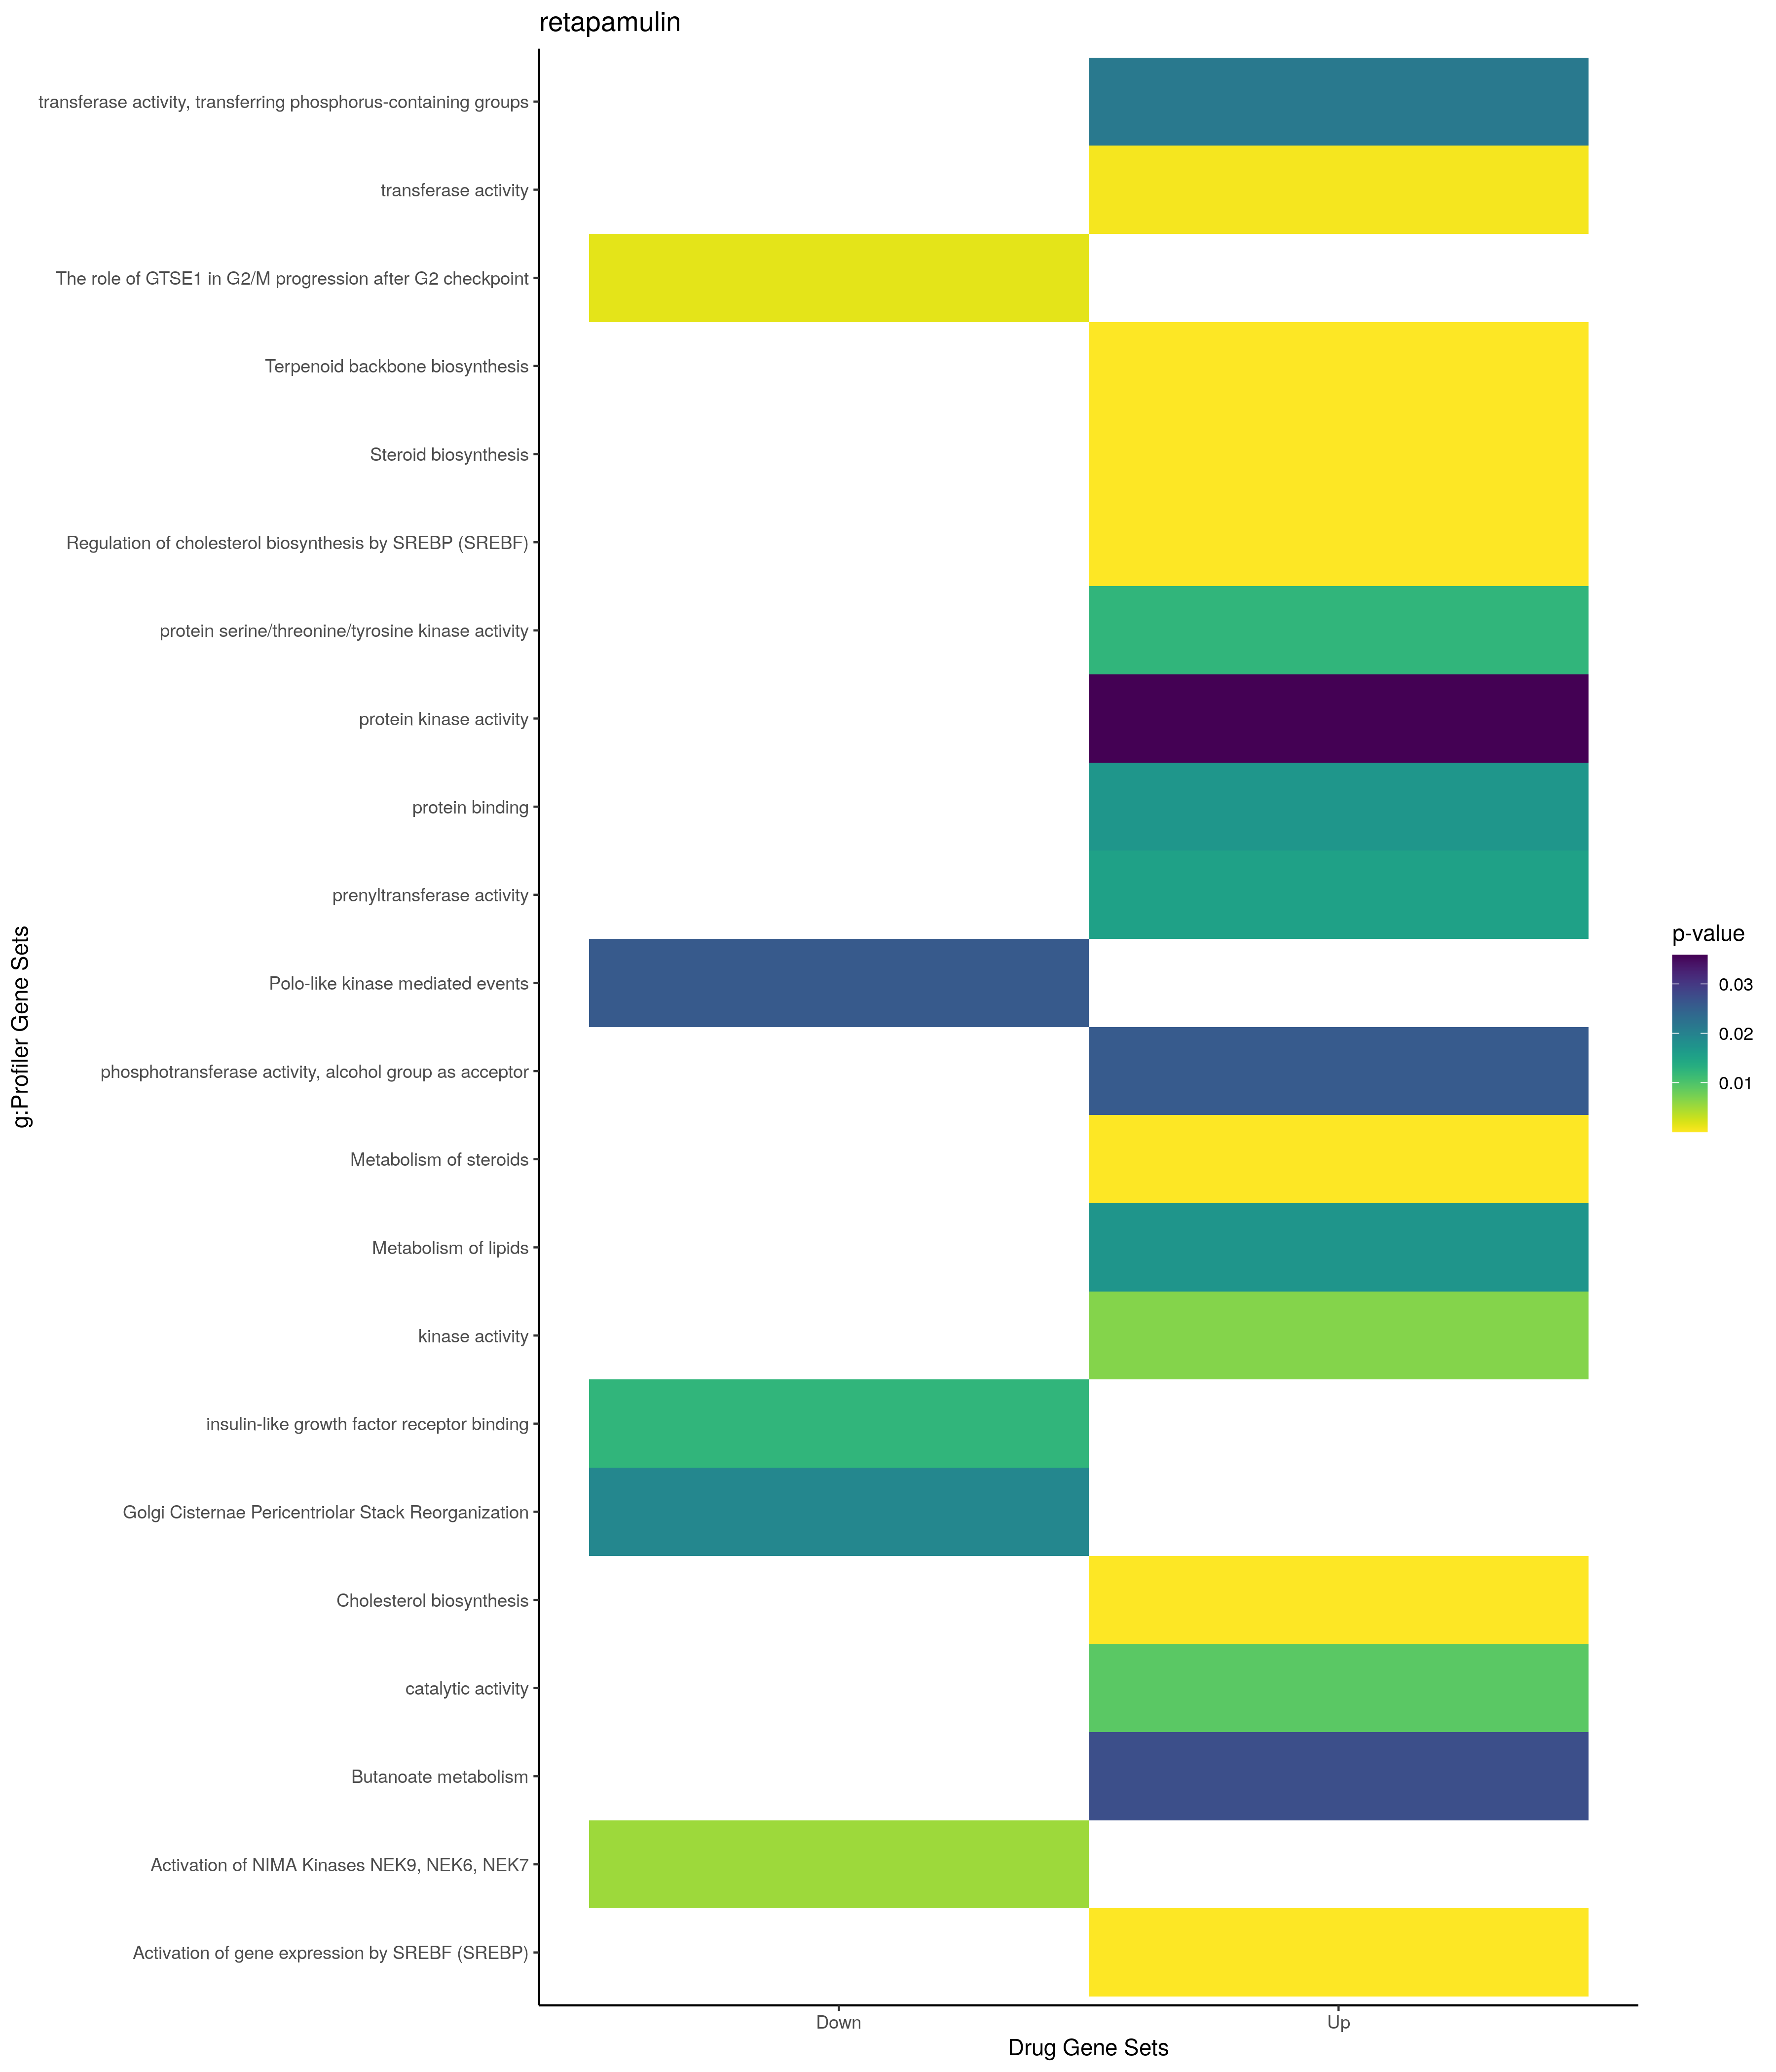 retapamulin
transferase activity, transferring phosphorus-containing groups
transferase activity
The role of GTSE1 in G2/M progression after G2 checkpoint
Terpenoid backbone biosynthesis
Steroid biosynthesis
Regulation of cholesterol biosynthesis by SREBP (SREBF)
protein serine/threonine/tyrosine kinase activity
protein kinase activity
protein binding
prenyltransferase activity
Polo-like kinase mediated events
phosphotransferase activity, alcohol group as acceptor
Metabolism of steroids
Metabolism of lipids
kinase activity
insulin-like growth factor receptor binding
Golgi Cisternae Pericentriolar Stack Reorganization
Cholesterol biosynthesis
catalytic activity
Butanoate metabolism
Activation of NIMA Kinases NEK9, NEK6, NEK7
Activation of gene expression by SREBF (SREBP)
g:Profiler Gene Sets
Down
Up
Drug Gene Sets
p-value
0.03
0.02
0.01